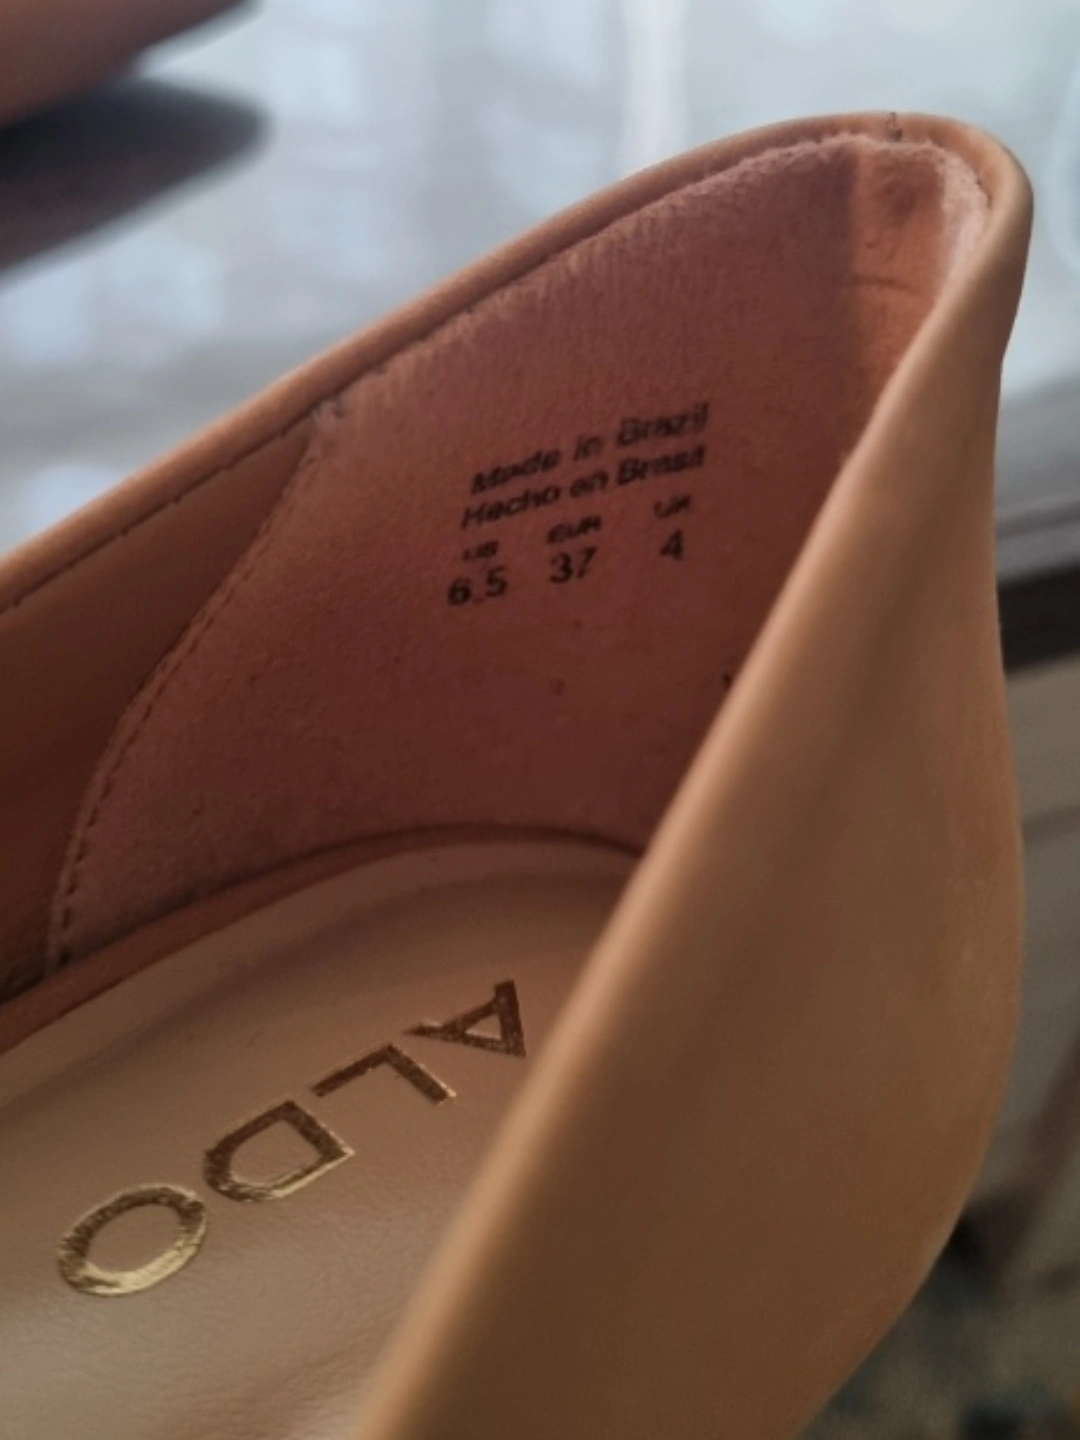 Made in Brazil
Hecho en Brasil
US EUR UK
6.5 37 4
ALDO